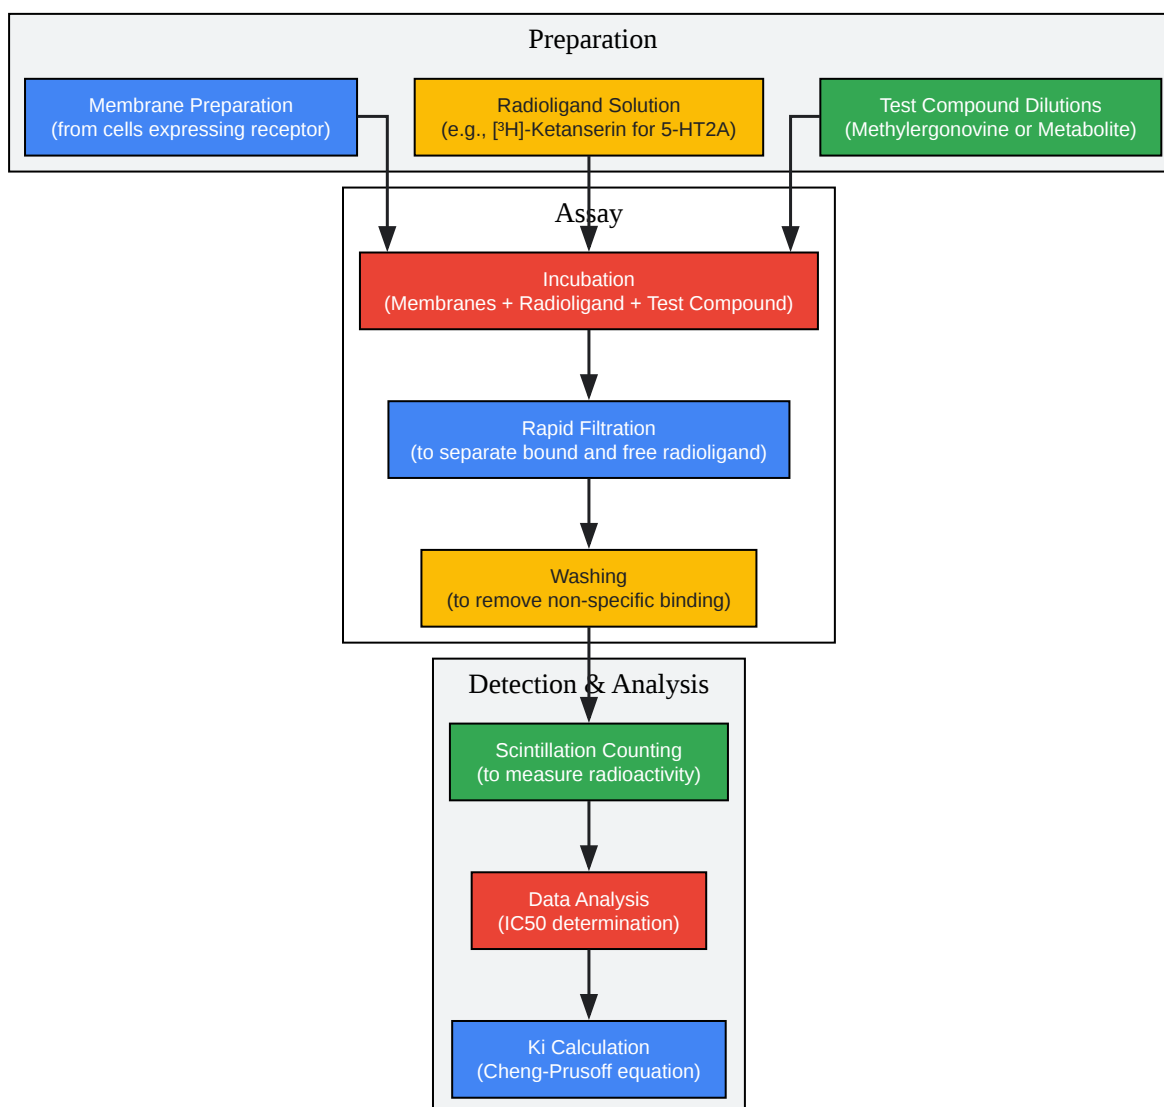 Preparation
Membrane Preparation
(from cells expressing receptor)
Radioligand Solution
(e.g., [³H]-Ketanserin for 5-HT2A)
Test Compound Dilutions
(Methylergonovine or Metabolite)
Assay
Incubation
(Membranes + Radioligand + Test Compound)
Rapid Filtration
(to separate bound and free radioligand)
Washing
(to remove non-specific binding)
Detection & Analysis
Scintillation Counting
(to measure radioactivity)
Data Analysis
(IC50 determination)
Ki Calculation
(Cheng-Prusoff equation)